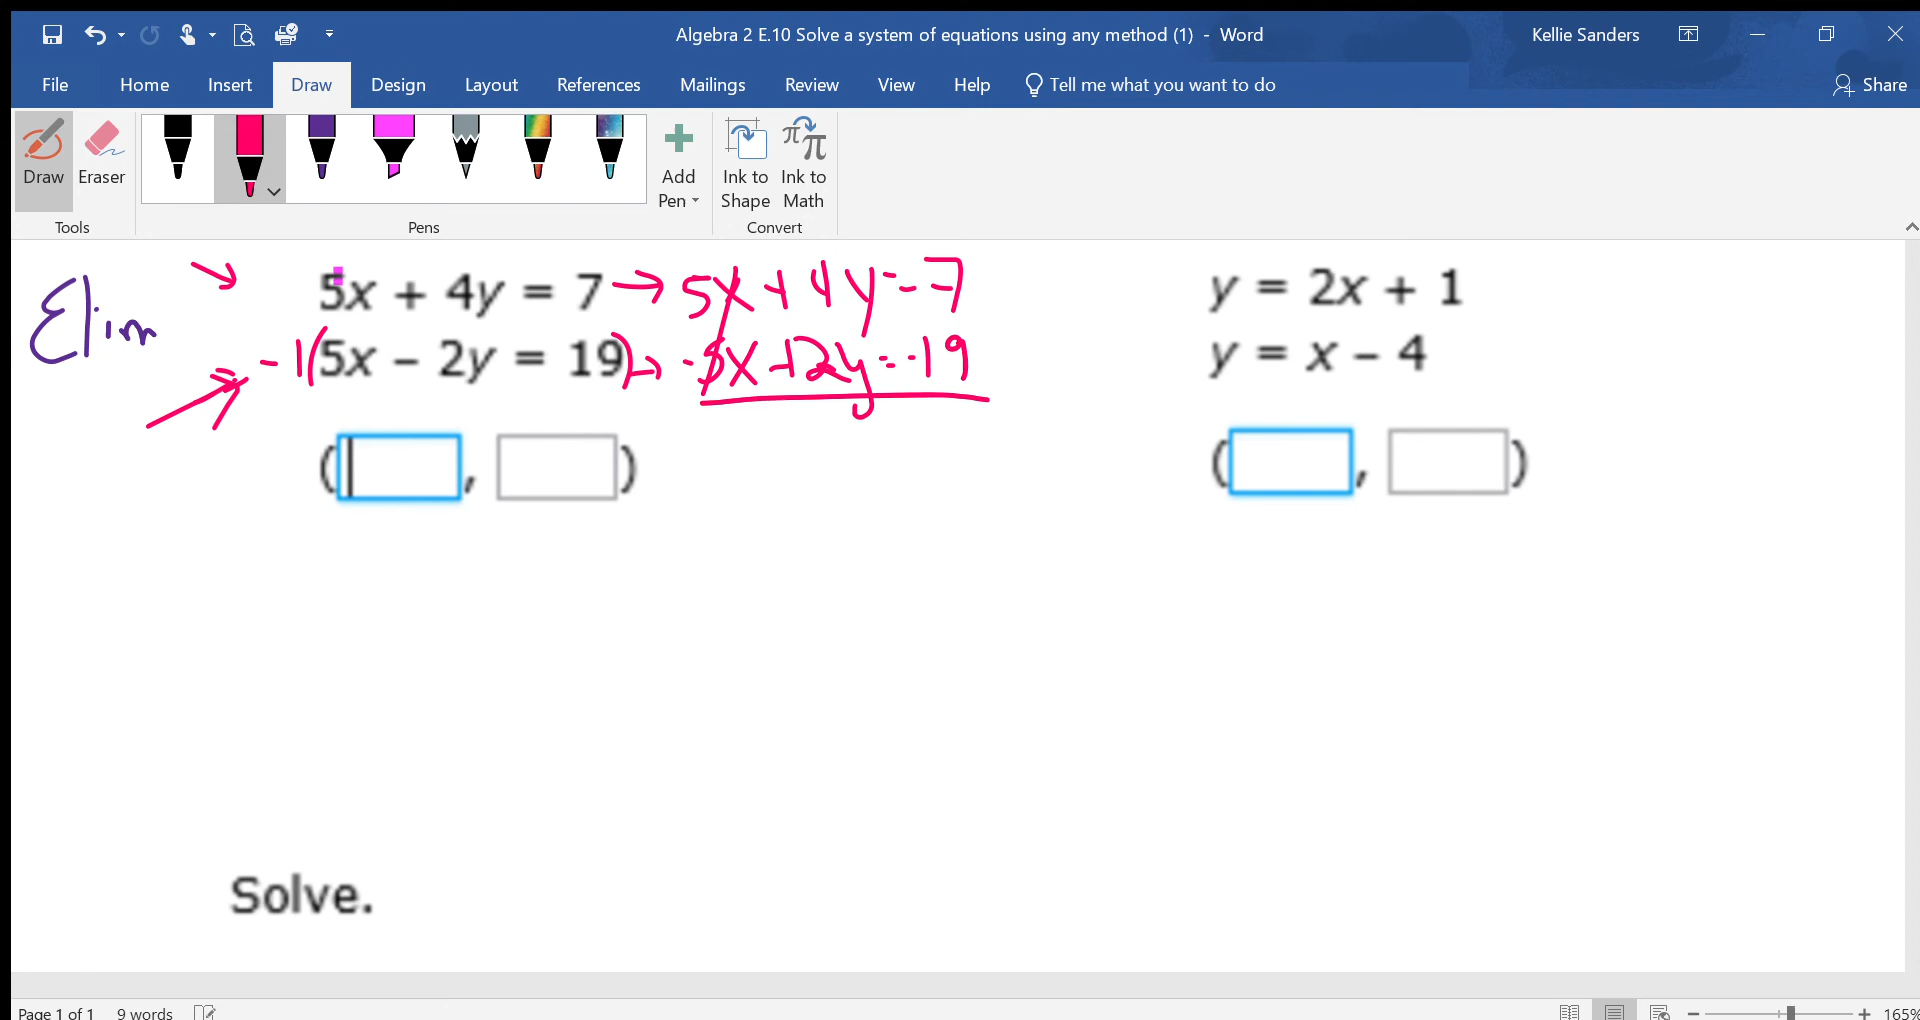 Algebra 2 E.10 Solve a system of equations using any method (1) - Word
Kellie Sanders
File Home Insert Draw Design Layout References Mailings Review View Help Tell me what you want to do Share
Draw Eraser Add Pen Ink to Shape Ink to Math
Tools Pens Convert
Elim
5x + 4y = 7 → 5x + 4y = 7
-1(5x − 2y = 19) → -5x + 2y = -19
( , )
y = 2x + 1
y = x − 4
( , )
Solve.
Page 1 of 1 9 words 165%